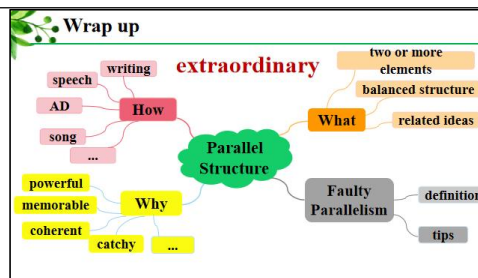 Wrap up
extraordinary
writing
speech
AD
song
...
How
two or more
elements
balanced structure
related ideas
What
Parallel
Structure
powerful
memorable
coherent
catchy
...
Why
Faulty
Parallelism
definition
tips